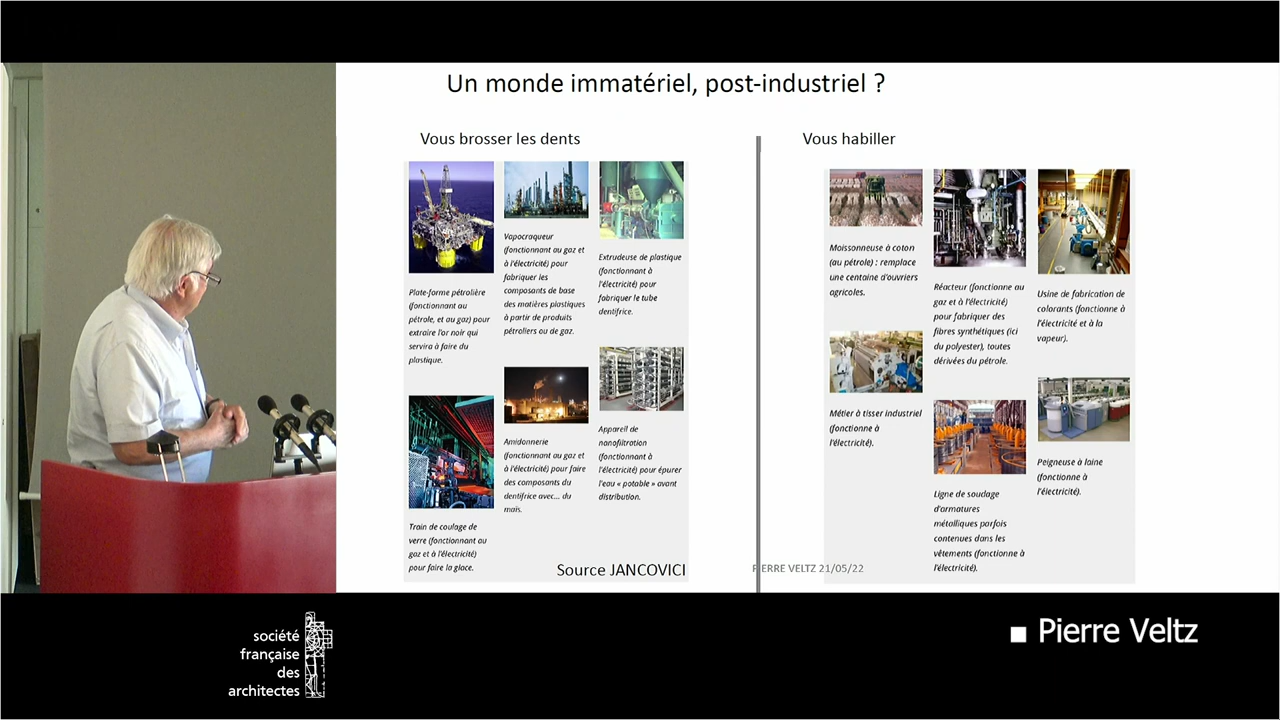 Un monde immatériel, post-industriel ?
Vous brosser les dents
Plate-forme pétrolière
(fonctionnant au
pétrole, et au gaz) pour
extraire l'or noir qui
servira à faire du
plastique.
Train de coulage de
verre (fonctionnant au
gaz et à l'électricité)
pour faire la glace.
Vapocraqueur
(fonctionnant au gaz et
à l'électricité) pour
fabriquer les
composants de base
des matières plastiques
à partir de produits
pétroliers ou de gaz.
Amidonnerie
(fonctionnant au gaz et
à l'électricité) pour faire
des composants du
dentifrice avec... du
maïs.
Extrudeuse de plastique
(fonctionnant à
l'électricité) pour
fabriquer le tube
dentifrice.
Appareil de
nanofiltration
(fonctionnant à
l'électricité) pour épurer
l'eau « potable » avant
distribution.
Source JANCOVICI
Vous habiller
Moissonneuse à coton
(au pétrole) : remplace
une centaine d'ouvriers
agricoles.
Métier à tisser industriel
(fonctionne à
l'électricité).
Réacteur (fonctionne au
gaz et à l'électricité)
pour fabriquer des
fibres synthétiques (ici
du polyester), toutes
dérivées du pétrole.
Ligne de soudage
d'armatures
métalliques parfois
contenues dans les
vêtements (fonctionne à
l'électricité).
Usine de fabrication de
colorants (fonctionne à
l'électricité et à la
vapeur).
Peigneuse à laine
(fonctionne à
l'électricité).
PIERRE VELTZ 21/05/22
société
française
des
architectes
Pierre Veltz